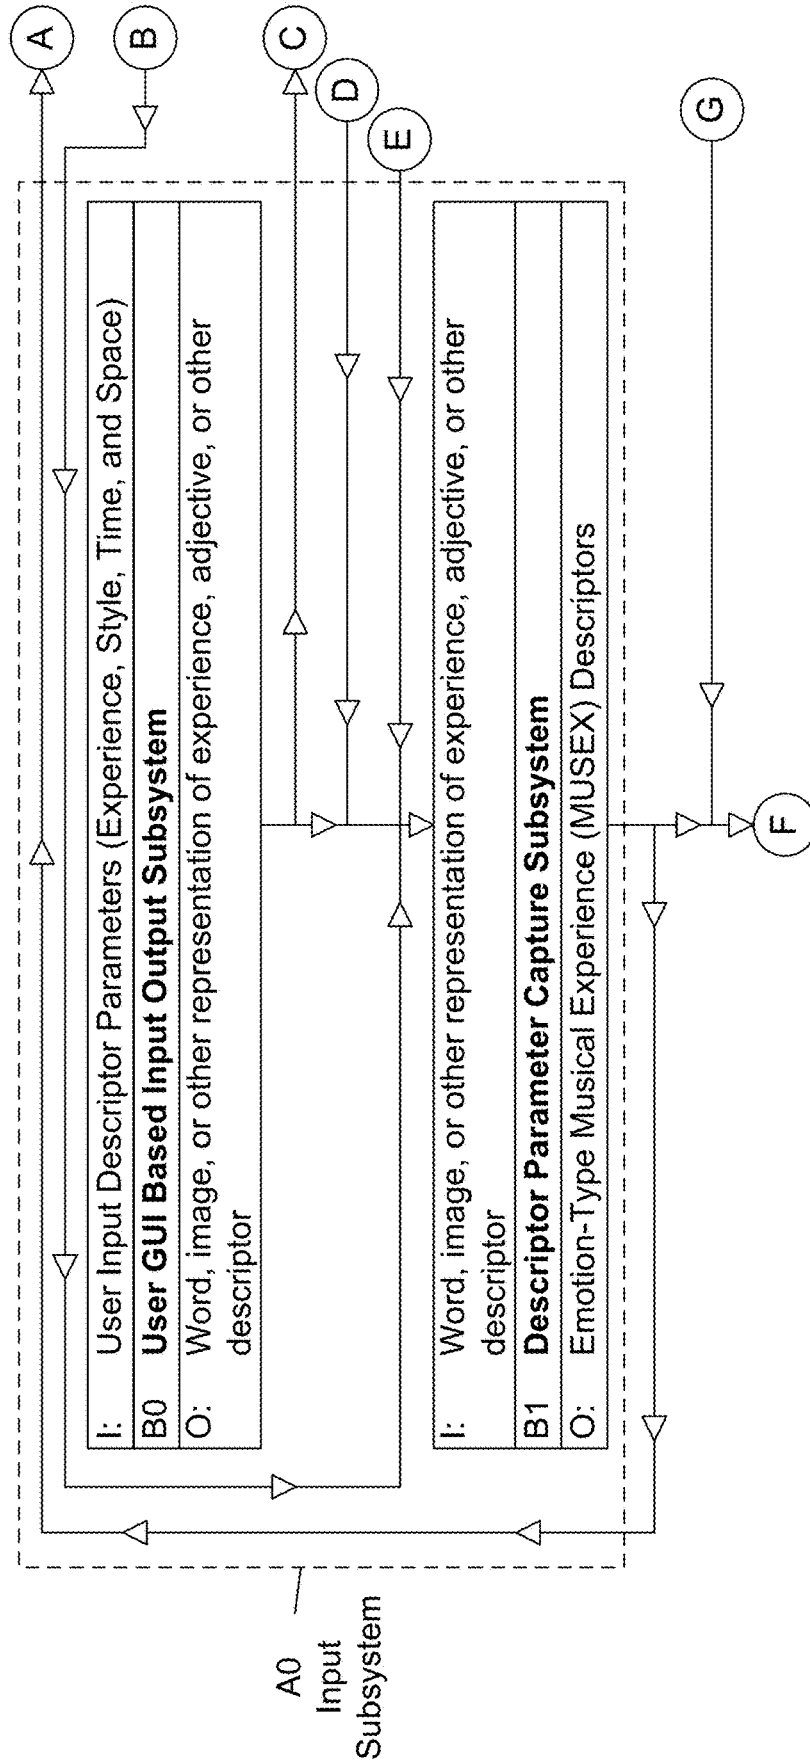 A0
Input
Subsystem
I: User Input Descriptor Parameters (Experience, Style, Time, and Space)
B0 User GUI Based Input Output Subsystem
O: Word, image, or other representation of experience, adjective, or other
descriptor
I: Word, image, or other representation of experience, adjective, or other
descriptor
B1 Descriptor Parameter Capture Subsystem
O: Emotion-Type Musical Experience (MUSEX) Descriptors
A
B
C
D
E
F
G